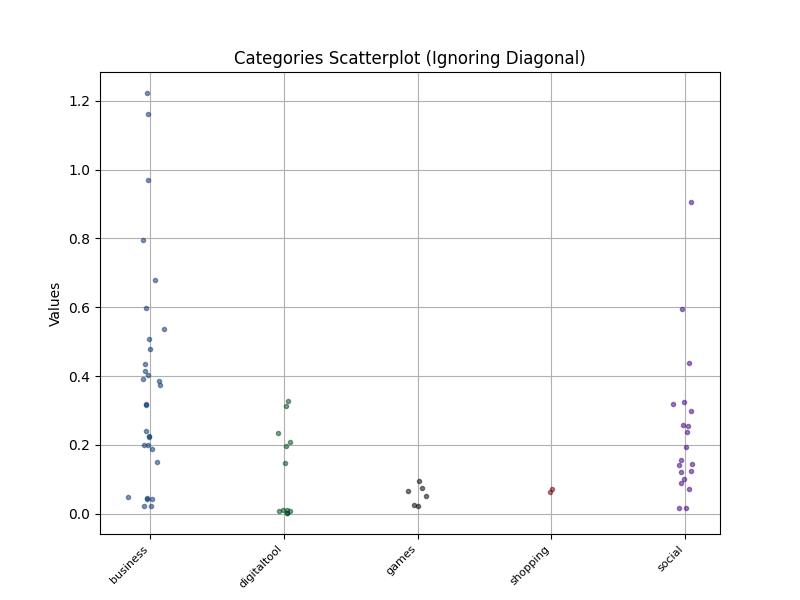 Categories Scatterplot (Ignoring Diagonal)
Values
1.2
1.0
0.8
0.6
0.4
0.2
0.0
business
digitaltool
games
shopping
social